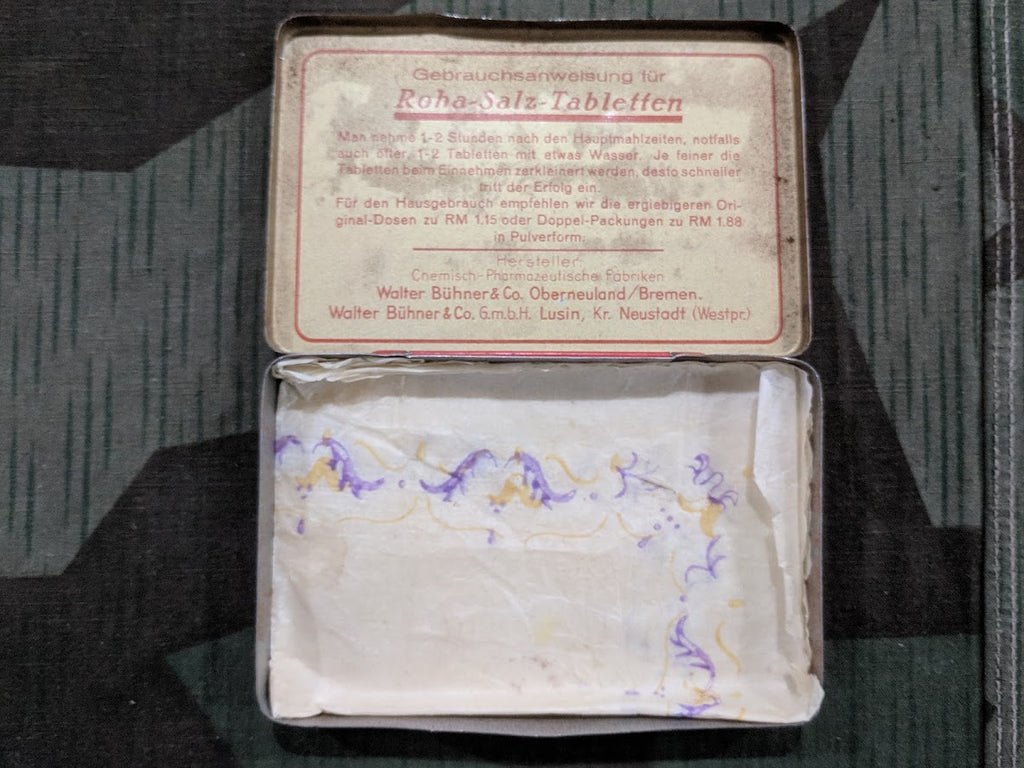 Gebrauchsanweisung für
Roha-Salz-Tabletten
Man nehme 1-2 Stunden nach den Hauptmahlzeiten, notfalls
auch öfter, 1-2 Tabletten mit etwas Wasser. Je feiner die
Tabletten beim Einnehmen zerkleinert werden, desto schneller
tritt der Erfolg ein.
Für den Hausgebrauch empfehlen wir die ergiebigeren Ori-
ginal-Dosen zu RM 1.15 oder Doppel-Packungen zu RM 1.88
in Pulverform.
Hersteller:
Chemisch-Pharmazeutische Fabriken
Walter Bühner & Co. Oberneuland/Bremen.
Walter Bühner & Co. G.m.b.H. Lusin, Kr. Neustadt (Westpr.)